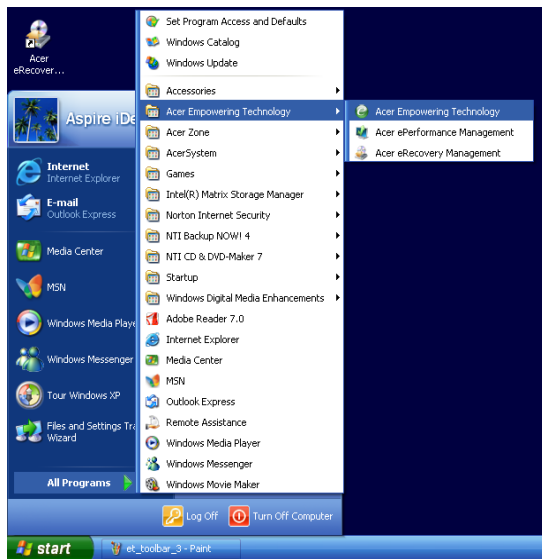 Acer
eRecover...
Aspire iDe
Internet
Internet Explorer
E-mail
Outlook Express
Media Center
MSN
Windows Media Playe
Windows Messenger
Tour Windows XP
Files and Settings Tra
Wizard
All Programs
Set Program Access and Defaults
Windows Catalog
Windows Update
Accessories
Acer Empowering Technology
Acer Zone
AcerSystem
Games
Intel(R) Matrix Storage Manager
Norton Internet Security
NTI Backup NOW! 4
NTI CD & DVD-Maker 7
Startup
Windows Digital Media Enhancements
Adobe Reader 7.0
Internet Explorer
Media Center
MSN
Outlook Express
Remote Assistance
Windows Media Player
Windows Messenger
Windows Movie Maker
Acer Empowering Technology
Acer ePerformance Management
Acer eRecovery Management
Log Off
Turn Off Computer
start
et_toolbar_3 - Paint